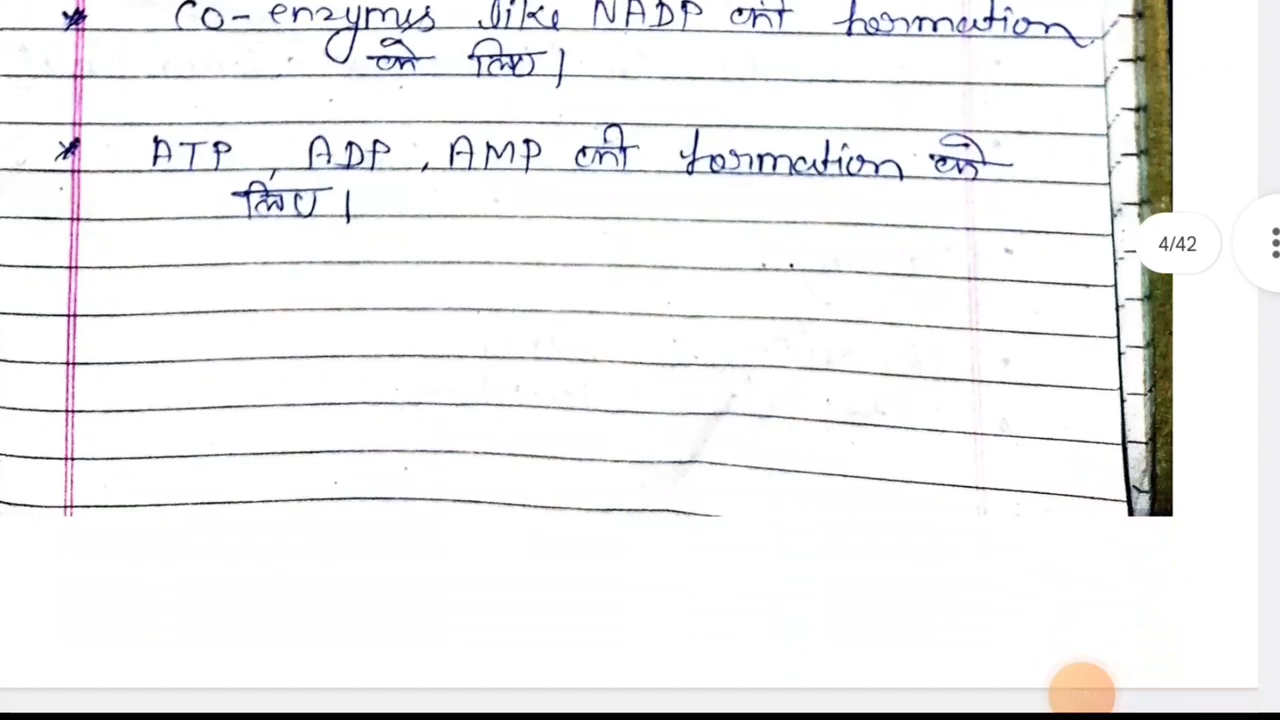 * Co-enzymes like NADP की formation
के लिए।
* ATP, ADP, AMP की formation के
लिए।
4/42